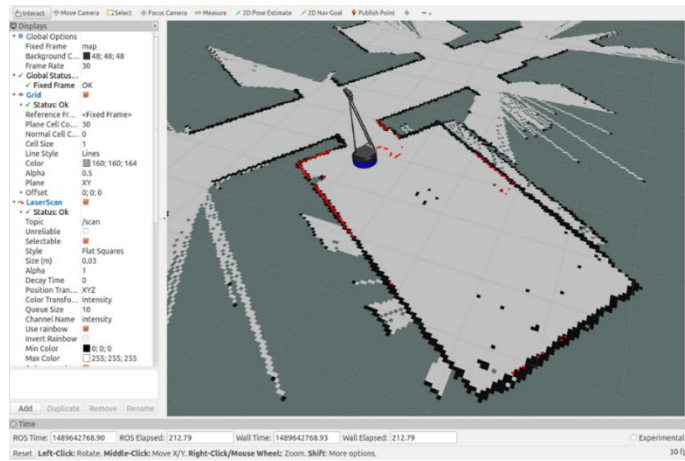 Interact Move Camera Select Focus Camera Measure 2D Pose Estimate 2D Nav Goal Publish Point
Displays
Global Options
Fixed Frame map
Background C... 48; 48; 48
Frame Rate 30
Global Status...
Fixed Frame OK
Grid
Status: Ok
Reference Fr... <Fixed Frame>
Plane Cell Co... 30
Normal Cell C... 0
Cell Size 1
Line Style Lines
Color 160; 160; 164
Alpha 0.5
Plane XY
Offset 0; 0; 0
LaserScan
Status: Ok
Topic /scan
Unreliable
Selectable
Style Flat Squares
Size (m) 0.03
Alpha 1
Decay Time 0
Position Tran... XYZ
Color Transfo... Intensity
Queue Size 10
Channel Name intensity
Use rainbow
Invert Rainbow
Min Color 0; 0; 0
Max Color 255; 255; 255
Add Duplicate Remove Rename
Time
ROS Time: 1489642768.90 ROS Elapsed: 212.79 Wall Time: 1489642768.93 Wall Elapsed: 212.79 Experimental
Reset Left-Click: Rotate. Middle-Click: Move X/Y. Right-Click/Mouse Wheel: Zoom. Shift: More options. 30 fp